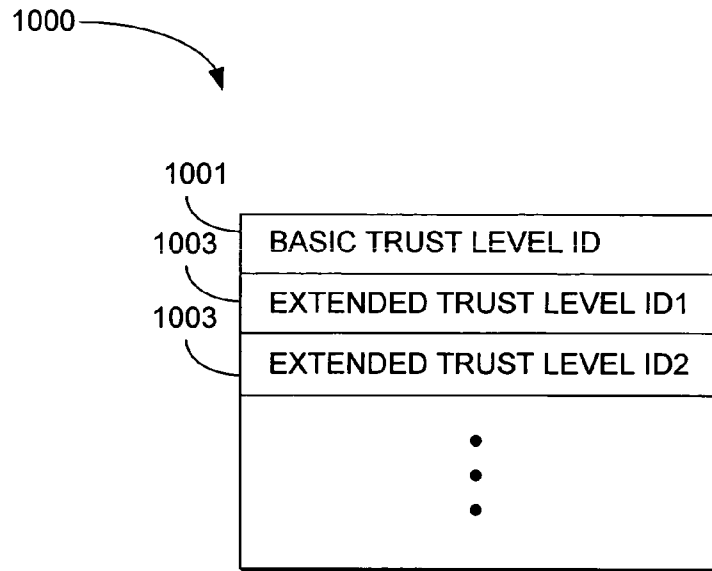 1000
1001
BASIC TRUST LEVEL ID
1003
EXTENDED TRUST LEVEL ID1
1003
EXTENDED TRUST LEVEL ID2